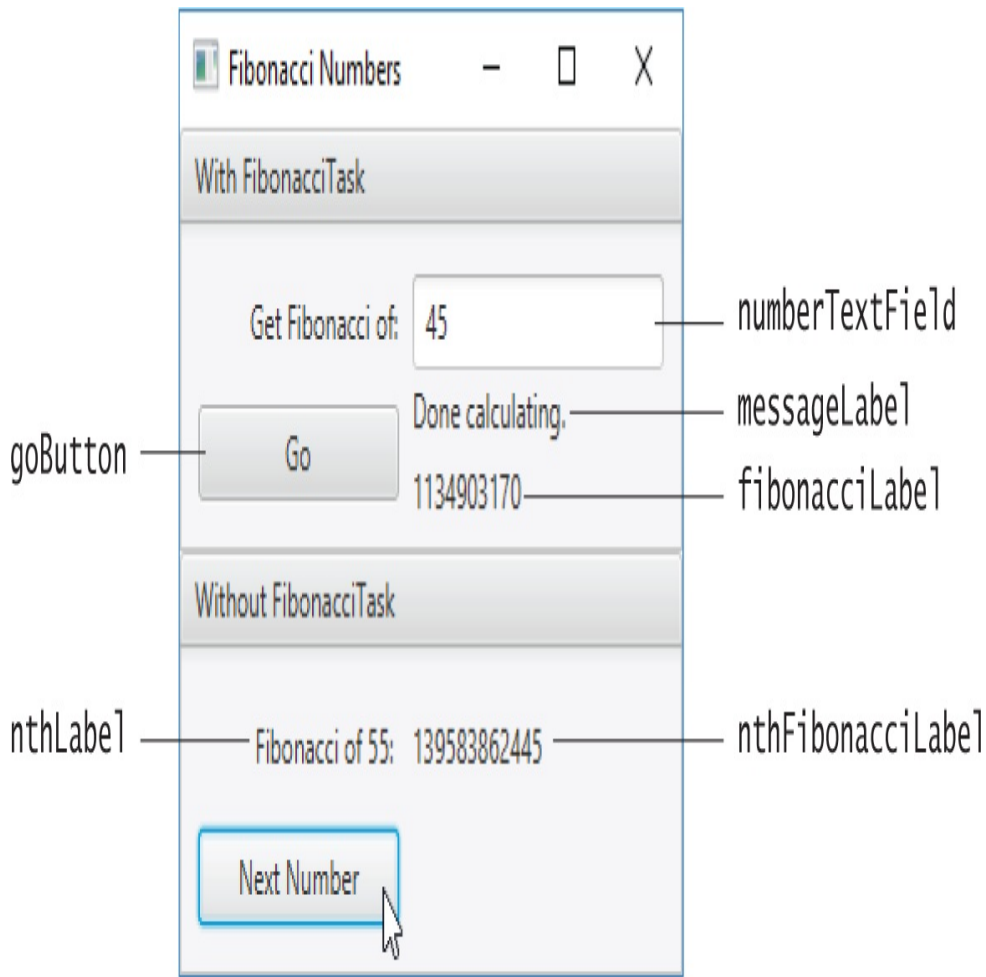 Fibonacci Numbers
With FibonacciTask
Get Fibonacci of: 45
numberTextField
Done calculating.
messageLabel
goButton
Go
1134903170
fibonacciLabel
Without FibonacciTask
nthLabel
Fibonacci of 55: 139583862445
nthFibonacciLabel
Next Number